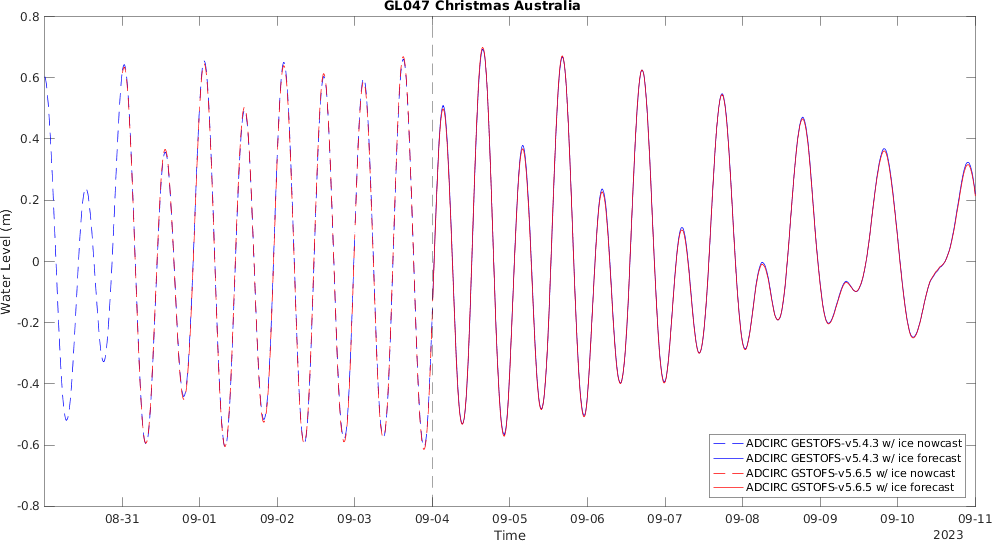 GL047 Christmas Australia
0.8
0.6
0.4
0.2
0
-0.2
-0.4
-0.6
-0.8
Water Level (m)
08-31 09-01 09-02 09-03 09-04 09-05 09-06 09-07 09-08 09-09 09-10 09-11
Time
2023
ADCIRC GESTOFS-v5.4.3 w/ ice nowcast
ADCIRC GESTOFS-v5.4.3 w/ ice forecast
ADCIRC GSTOFS-v5.6.5 w/ ice nowcast
ADCIRC GSTOFS-v5.6.5 w/ ice forecast